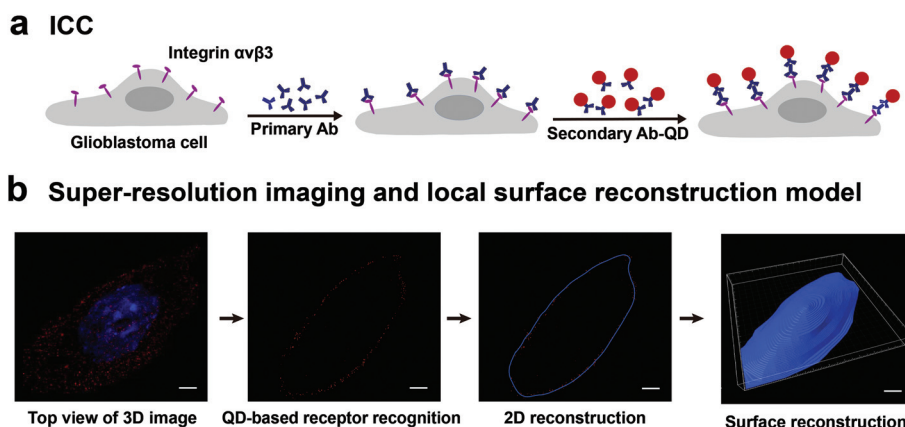 a ICC
Integrin αvβ3
Glioblastoma cell
Primary Ab
Secondary Ab-QD
b Super-resolution imaging and local surface reconstruction model
Top view of 3D image
QD-based receptor recognition
2D reconstruction
Surface reconstruction